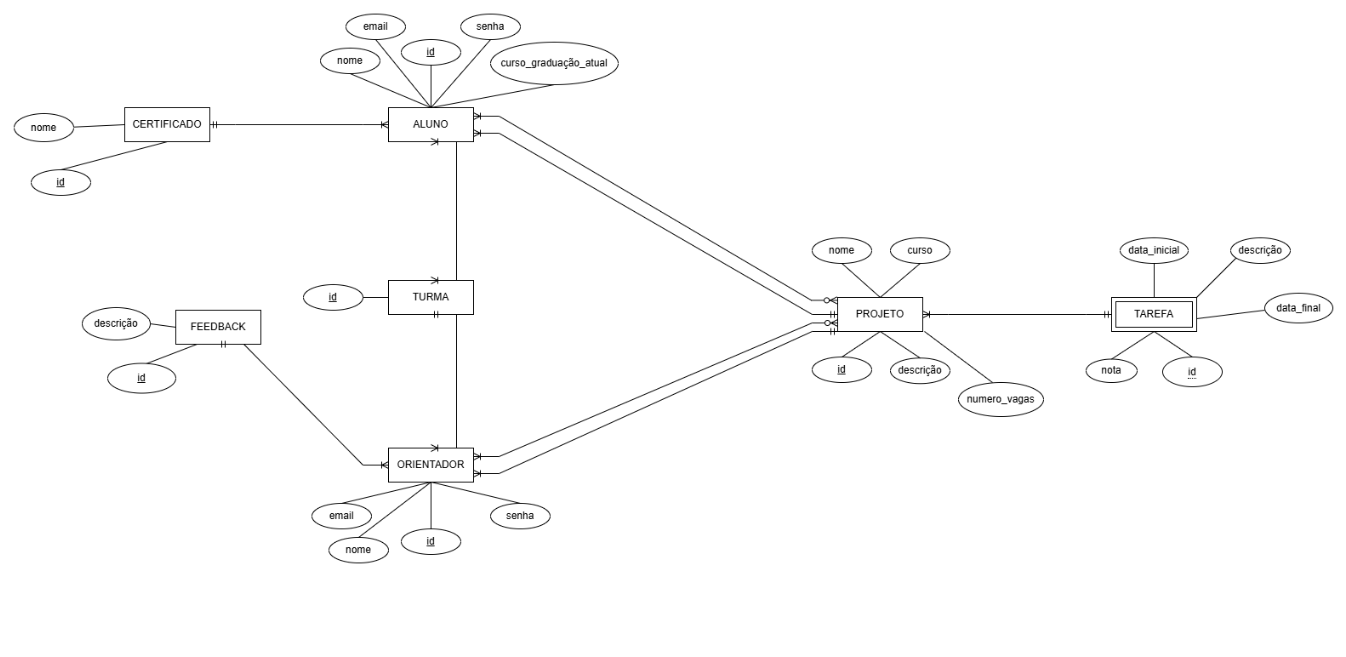 email
senha
id
nome
curso_graduação_atual
CERTIFICADO
ALUNO
nome
id
nome
curso
data_inicial
descrição
id
TURMA
data_final
PROJETO
TAREFA
descrição
FEEDBACK
id
id
descrição
nota
id
numero_vagas
ORIENTADOR
email
senha
nome
id